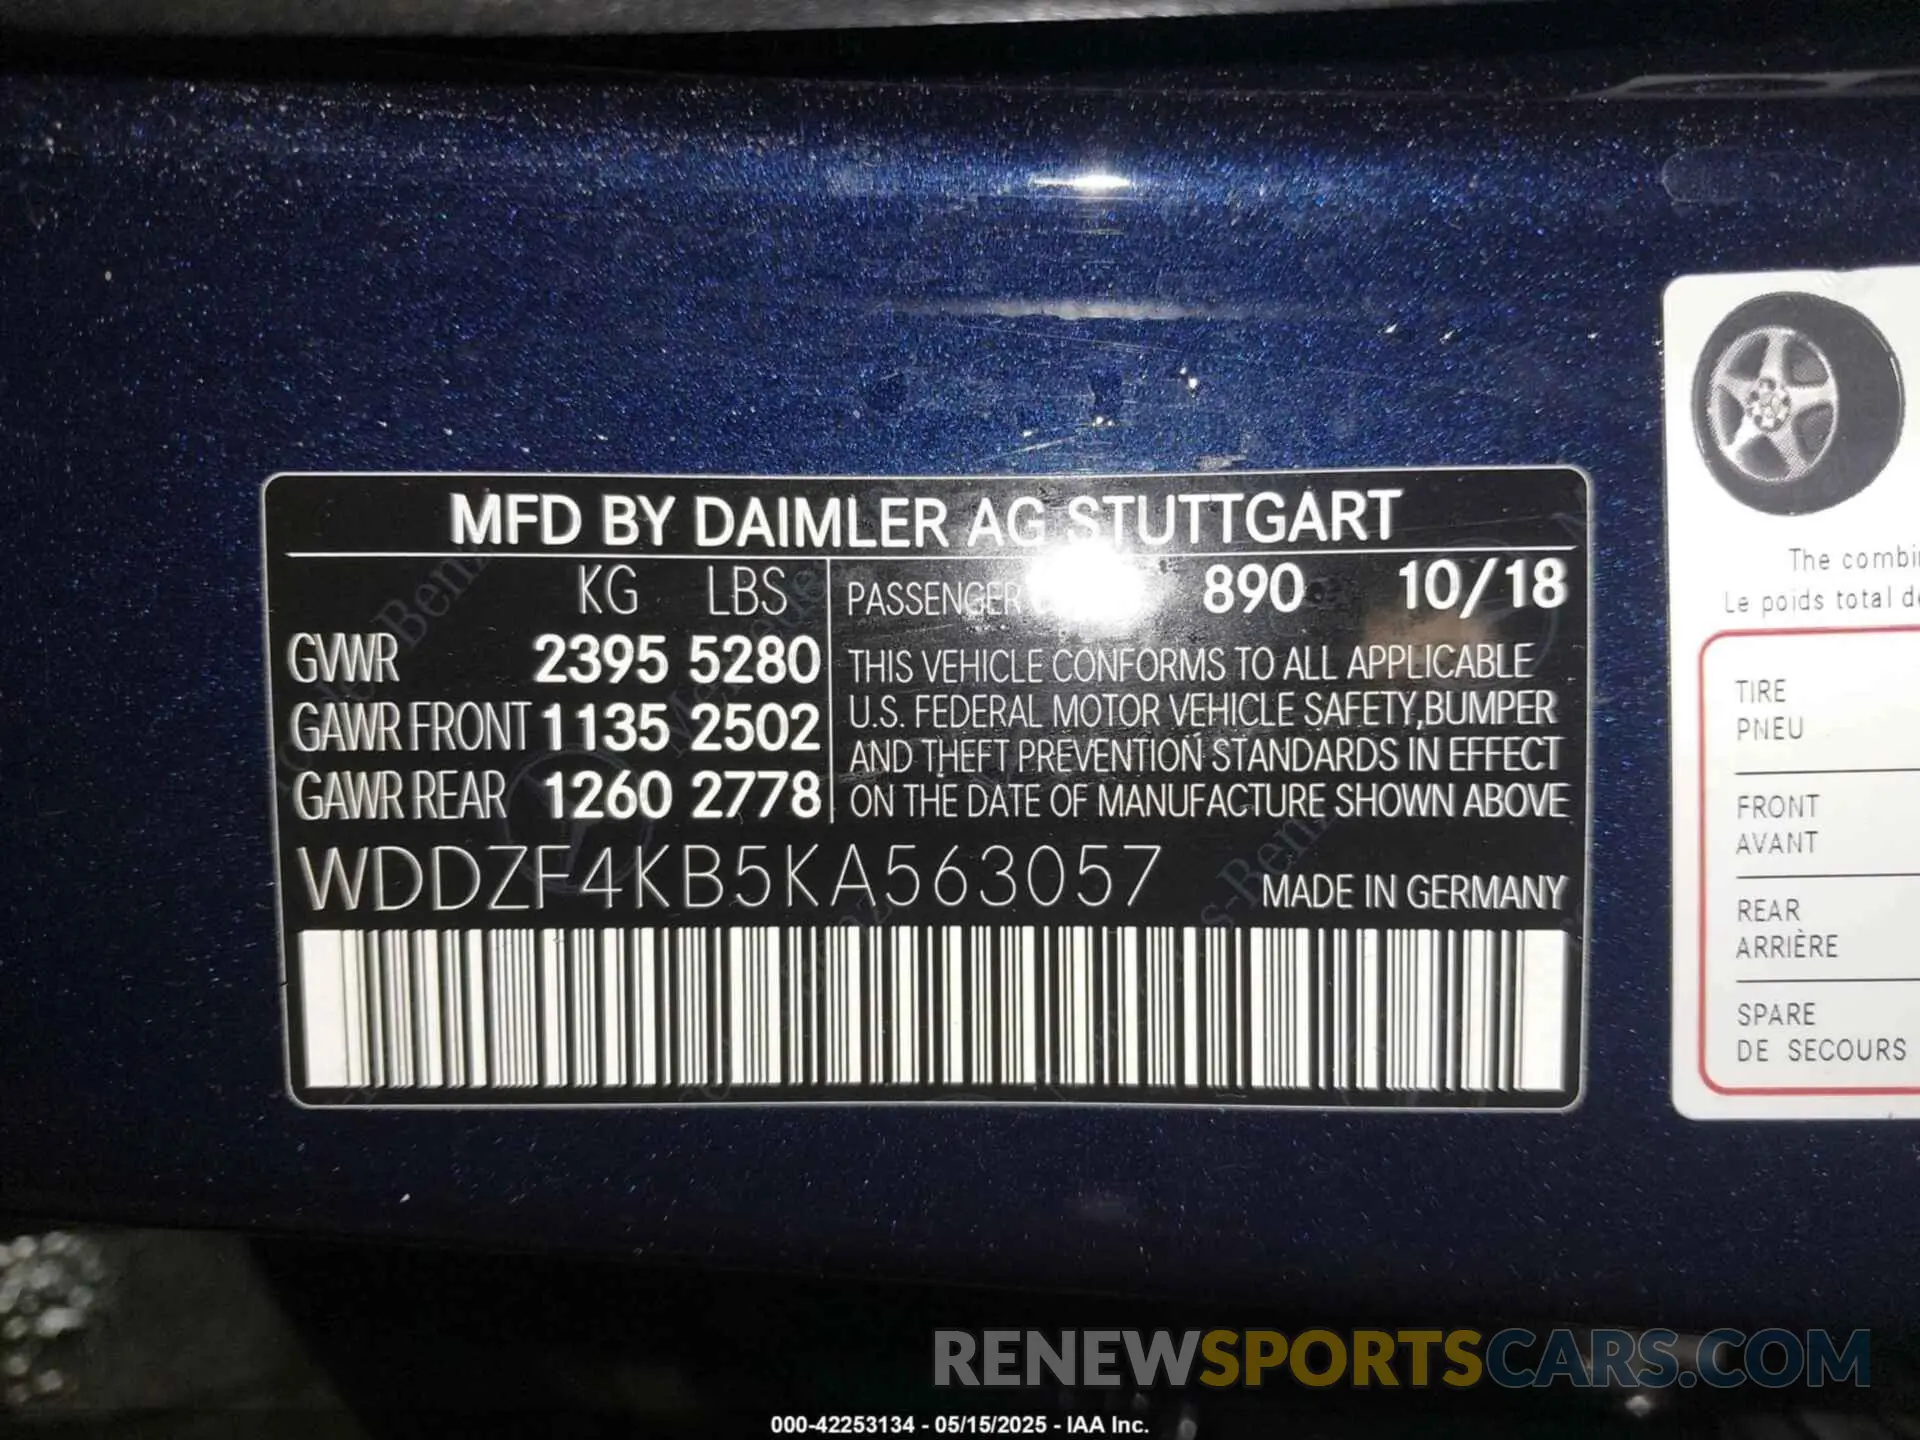 MFD BY DAIMLER AG STUTTGART
KG LBS
GVWR 2395 5280
GAWR FRONT 1135 2502
GAWR REAR 1260 2778
PASSENGER 890 10/18
THIS VEHICLE CONFORMS TO ALL APPLICABLE
U.S. FEDERAL MOTOR VEHICLE SAFETY,BUMPER
AND THEFT PREVENTION STANDARDS IN EFFECT
ON THE DATE OF MANUFACTURE SHOWN ABOVE
WDDZF4KB5KA563057
MADE IN GERMANY
The
Le poids total
TIRE
PNEU
FRONT
AVANT
REAR
ARRIÈRE
SPARE
DE SECOURS
RENEWSPORTSCARS.COM
000-42253134 - 05/15/2025 - IAA Inc.